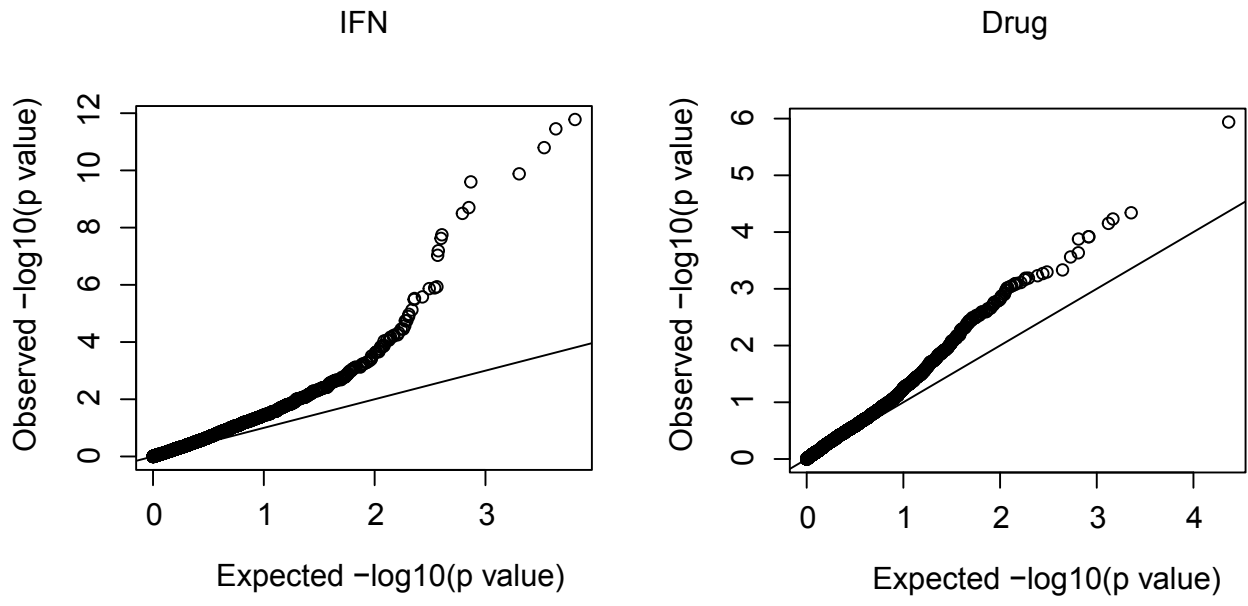 IFN
Observed −log10(p value)
12
10
8
6
4
2
0
0 1 2 3
Expected −log10(p value)
Drug
Observed −log10(p value)
6
5
4
3
2
1
0
0 1 2 3 4
Expected −log10(p value)